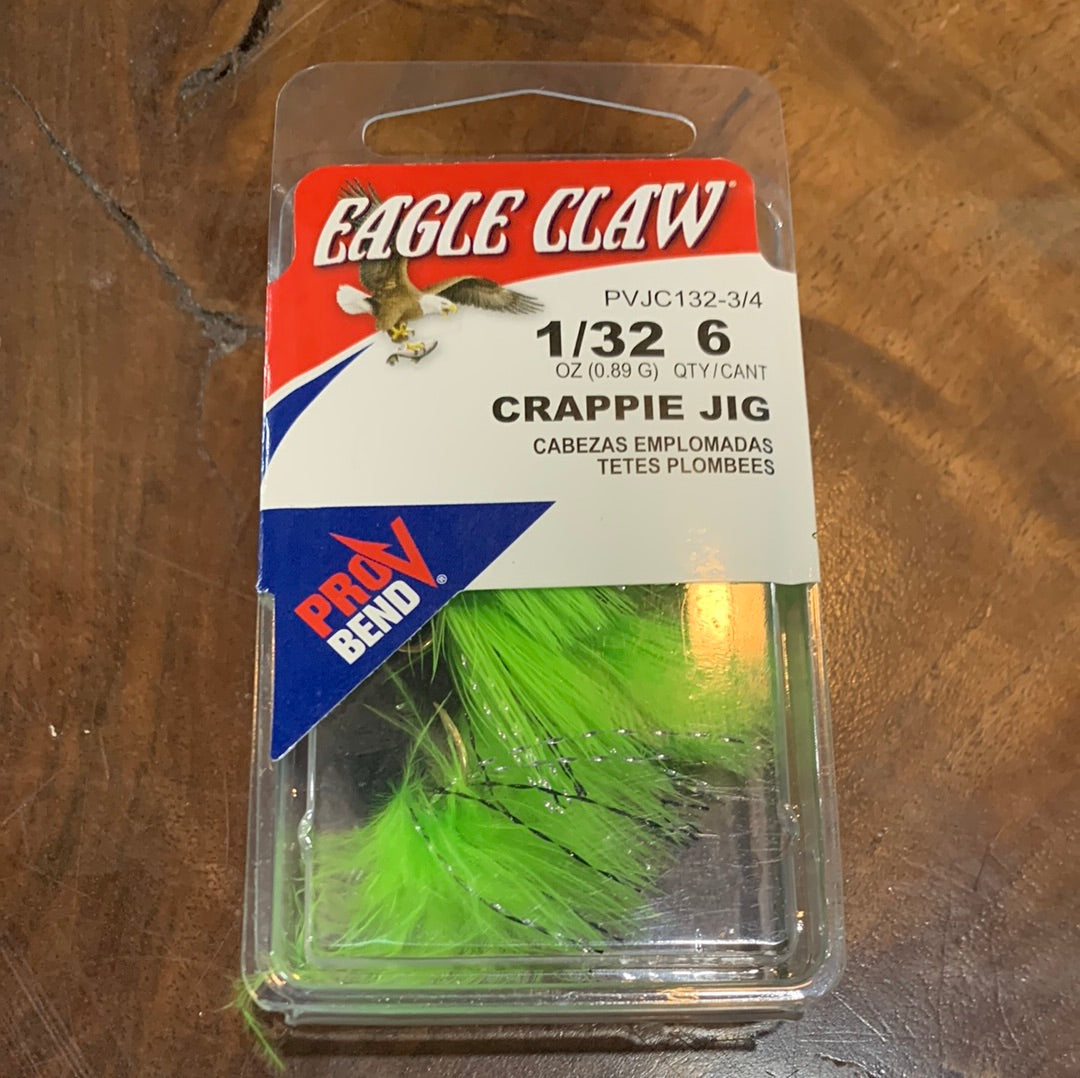 EAGLE CLAW
PVJC132-3/4
1/32 6
OZ (0.89 G) QTY/CANT
CRAPPIE JIG
CABEZAS EMPLOMADAS
TETES PLOMBEES
PRO V
BEND®